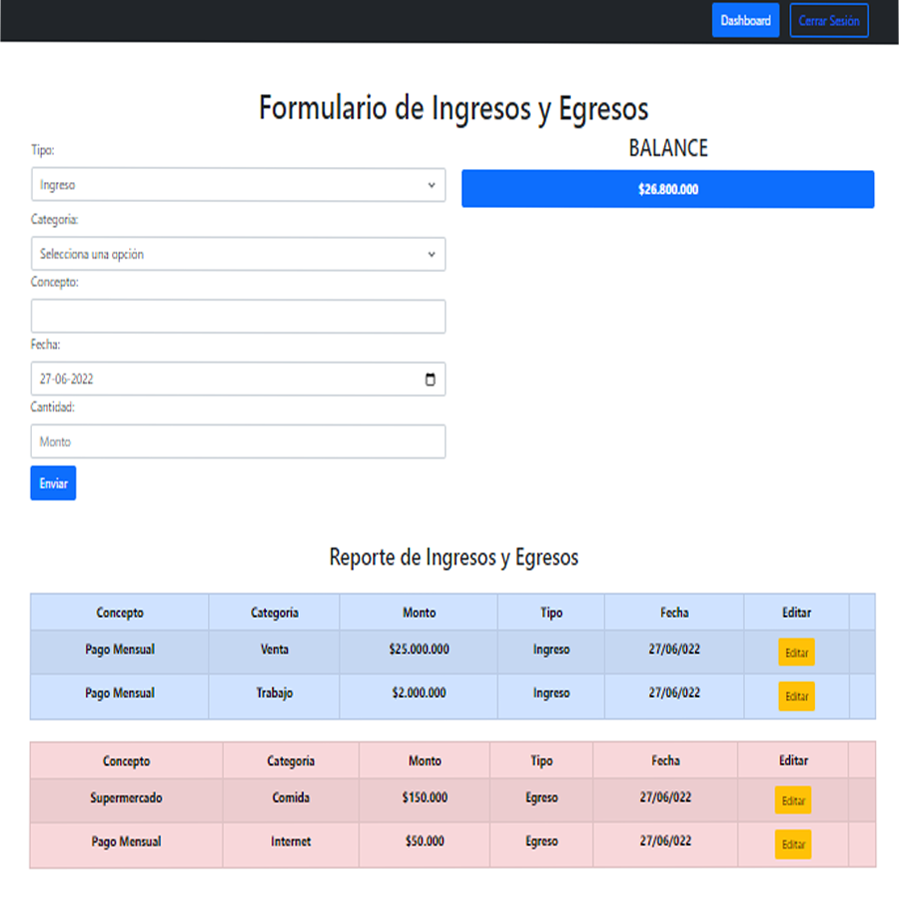 Dashboard Cerrar Sesión
Formulario de Ingresos y Egresos
Tipo:
Ingreso
Categoría:
Selecciona una opción
Concepto:
Fecha:
27-06-2022
Cantidad:
Monto
Enviar
BALANCE
$26.800.000
Reporte de Ingresos y Egresos
Concepto Categoría Monto Tipo Fecha Editar
Pago Mensual Venta $25.000.000 Ingreso 27/06/022 Editar
Pago Mensual Trabajo $2.000.000 Ingreso 27/06/022 Editar
Concepto Categoría Monto Tipo Fecha Editar
Supermercado Comida $150.000 Egreso 27/06/022 Editar
Pago Mensual Internet $50.000 Egreso 27/06/022 Editar